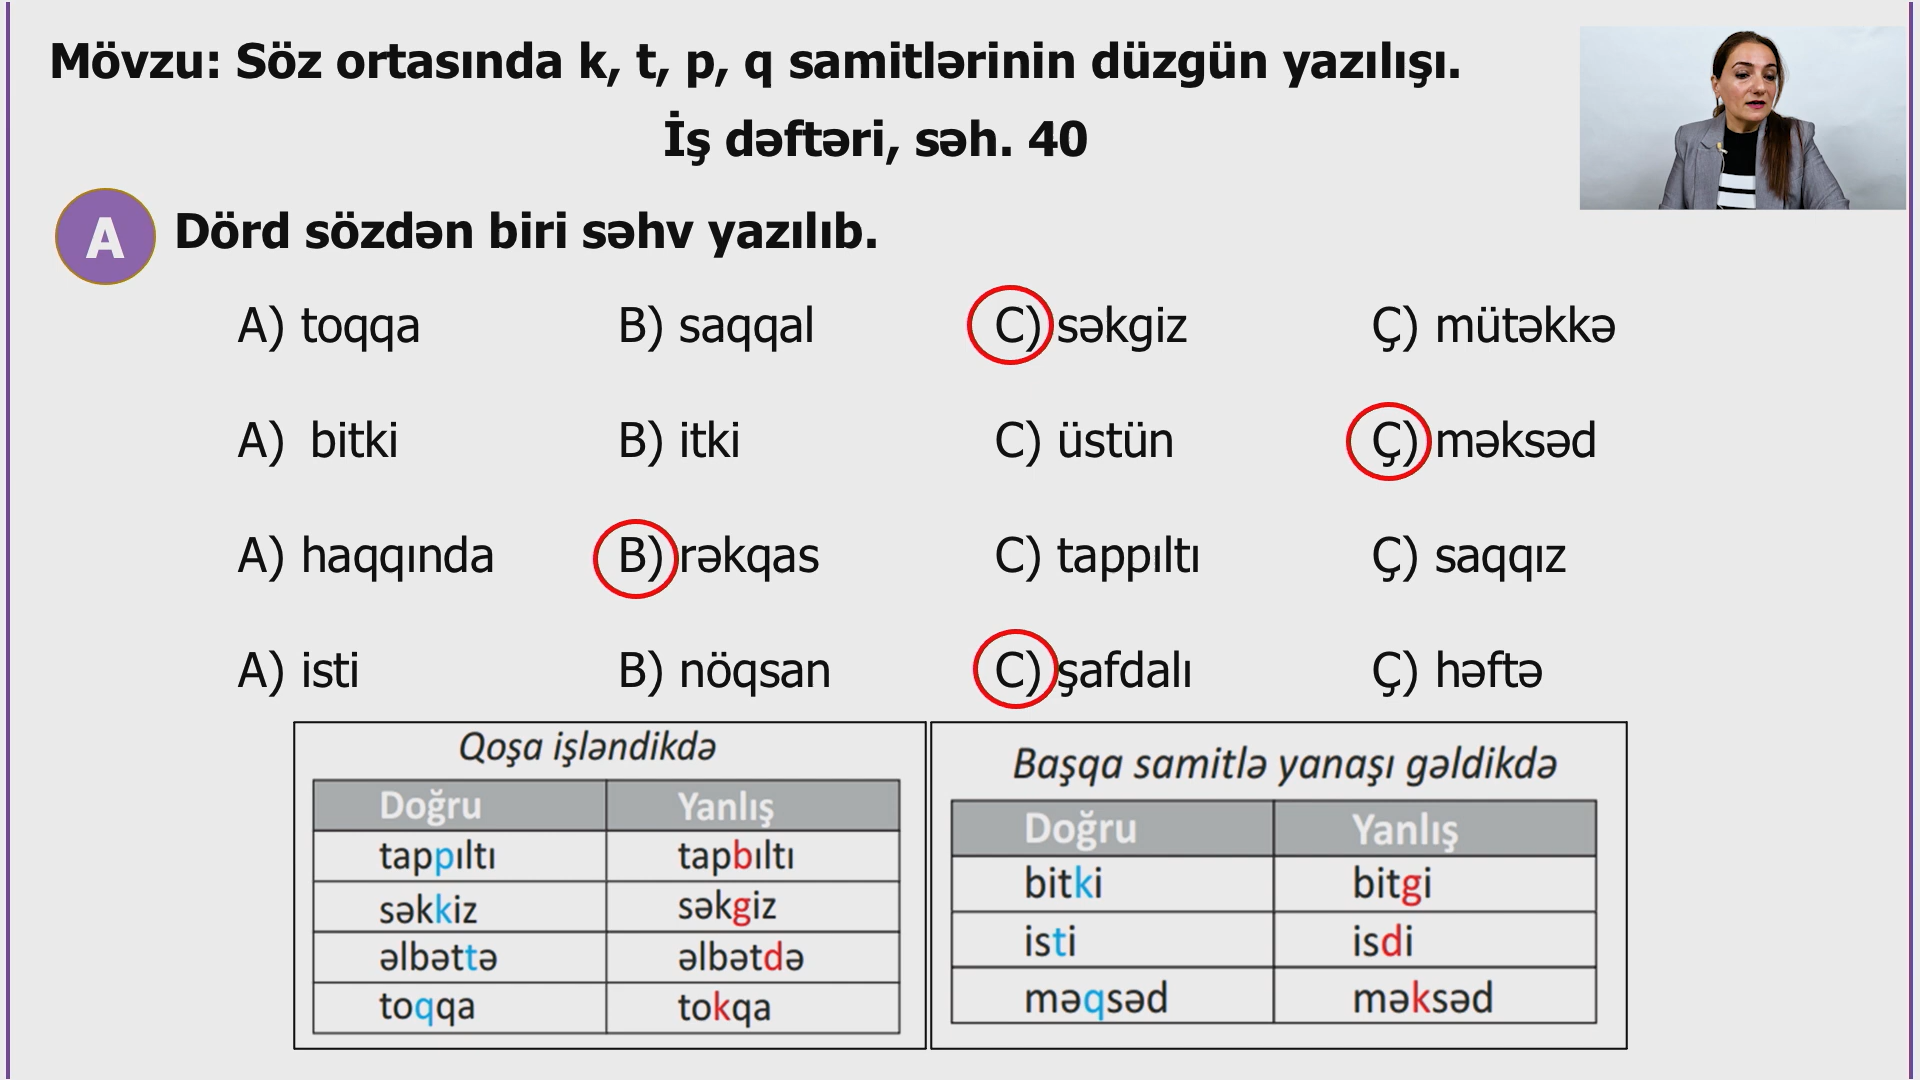 Mövzu: Söz ortasında k, t, p, q samitlərinin düzgün yazılışı.
İş dəftəri, səh. 40
A Dörd sözdən biri səhv yazılıb.
A) toqqa B) saqqal C) səkgiz Ç) mütəkkə
A) bitki B) itki C) üstün Ç) məksəd
A) haqqında B) rəkqas C) tappıltı Ç) saqqız
A) isti B) nöqsan C) şafdalı Ç) həftə
Qoşa işləndikdə
Doğru Yanlış
tappıltı tapbıltı
səkkiz səkgiz
əlbəttə əlbətdə
toqqa tokqa
Başqa samitlə yanaşı gəldikdə
Doğru Yanlış
bitki bitgi
isti isdi
məqsəd məksəd